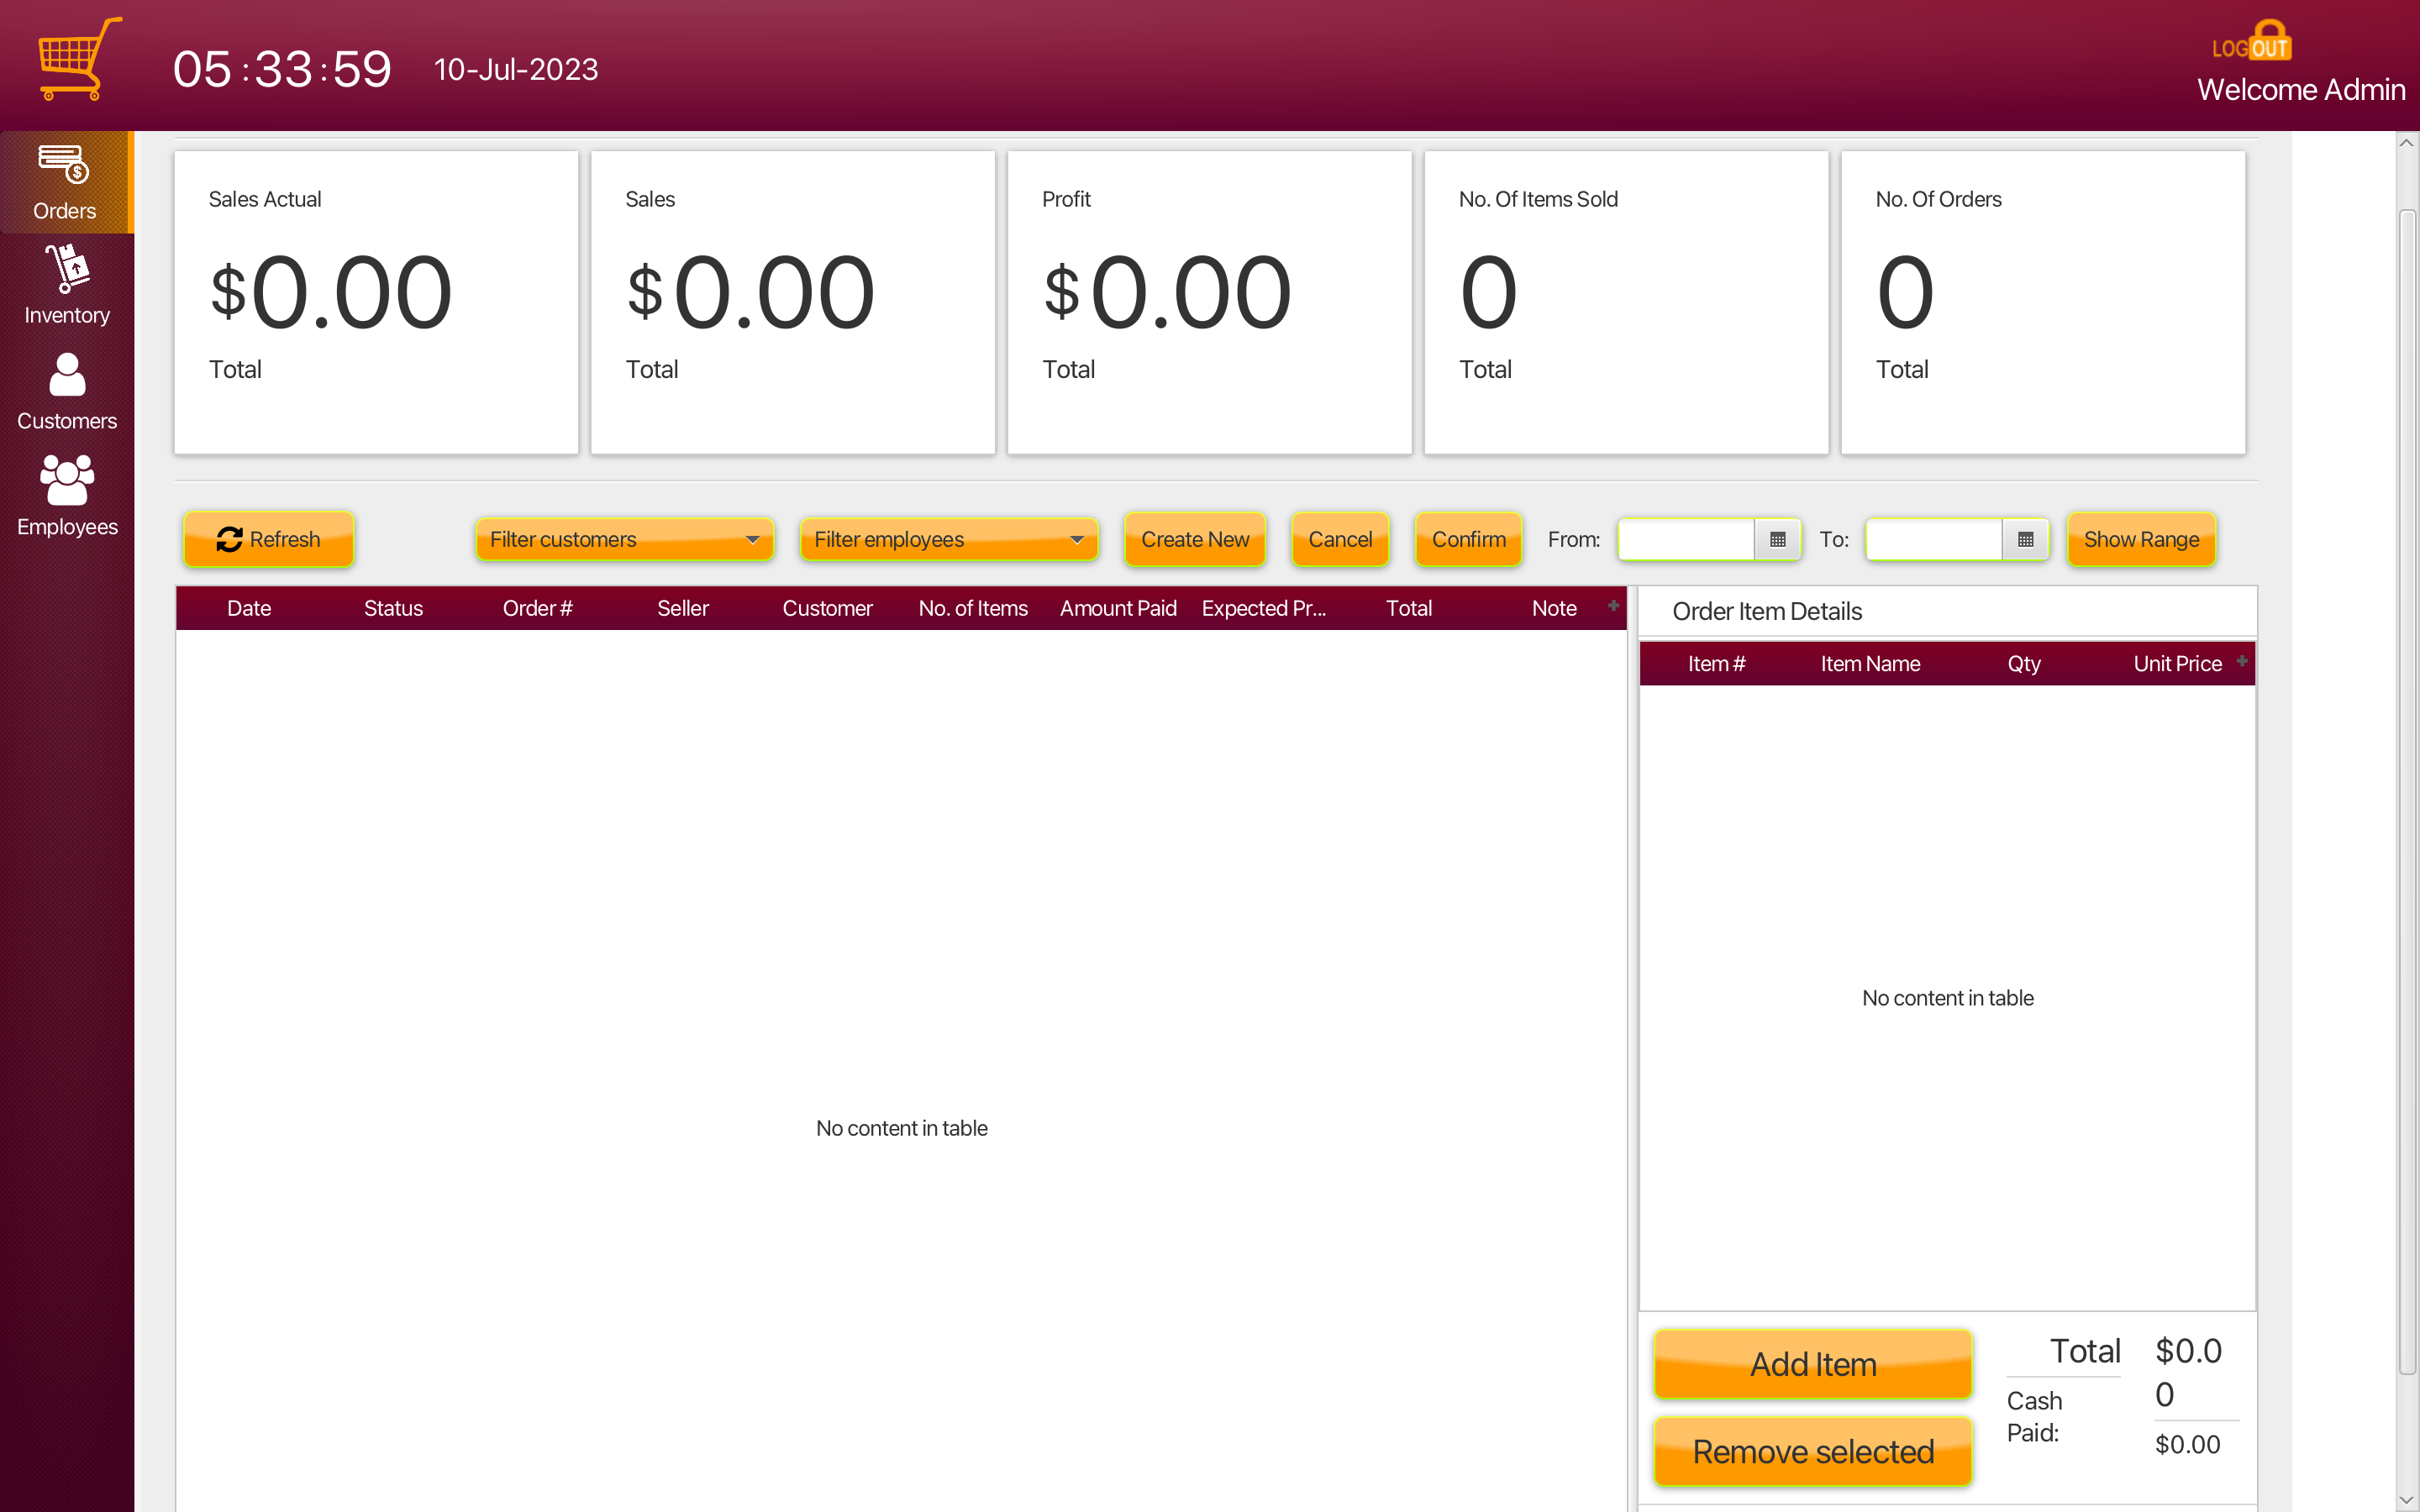 05:33:59 10-Jul-2023
LOGOUT
Welcome Admin
Orders
Inventory
Customers
Employees
Sales Actual
$0.00
Total
Sales
$0.00
Total
Profit
$0.00
Total
No. Of Items Sold
0
Total
No. Of Orders
0
Total
Refresh Filter customers Filter employees Create New Cancel Confirm From: To: Show Range
Date Status Order # Seller Customer No. of Items Amount Paid Expected Pr... Total Note
No content in table
Order Item Details
Item # Item Name Qty Unit Price
No content in table
Add Item
Remove selected
Total $0.0
0
Cash
Paid:
$0.00